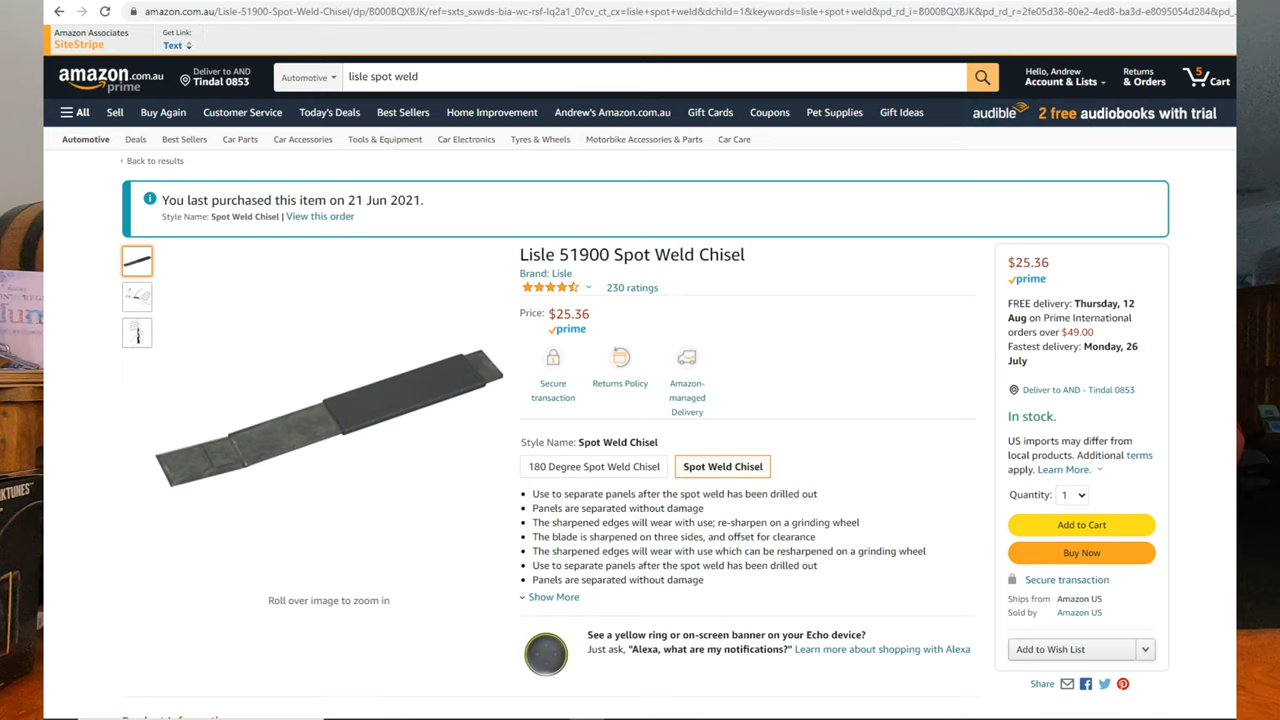 amazon.com.au/Lisle-51900-Spot-Weld-Chisel/dp/B000BQXBJK/ref=sxts_sxwds-bia-wc-rsf-lq2a1_0?cv_ct_cx=lisle+spot+weld&dchild=1&keywords=lisle+spot+weld&pd_rd_i=B000BQXBJK&pd_rd_r=2fe05d38-80e2-4ed8-ba3d-e8095054d284&pd_
Amazon Associates
SiteStripe
Get Link:
Text
amazon.com.au
prime
Deliver to AND
Tindal 0853
Automotive
lisle spot weld
Hello, Andrew
Account & Lists
Returns
& Orders
5
Cart
All
Sell
Buy Again
Customer Service
Today's Deals
Best Sellers
Home Improvement
Andrew's Amazon.com.au
Gift Cards
Coupons
Pet Supplies
Gift Ideas
audible
2 free audiobooks with trial
Automotive
Deals
Best Sellers
Car Parts
Car Accessories
Tools & Equipment
Car Electronics
Tyres & Wheels
Motorbike Accessories & Parts
Car Care
‹ Back to results
You last purchased this item on 21 Jun 2021.
Style Name: Spot Weld Chisel | View this order
Roll over image to zoom in
Lisle 51900 Spot Weld Chisel
Brand: Lisle
230 ratings
Price: $25.36
prime
Secure
transaction
Returns Policy
Amazon-
managed
Delivery
Style Name: Spot Weld Chisel
180 Degree Spot Weld Chisel
Spot Weld Chisel
• Use to separate panels after the spot weld has been drilled out
• Panels are separated without damage
• The sharpened edges will wear with use; re-sharpen on a grinding wheel
• The blade is sharpened on three sides, and offset for clearance
• The sharpened edges will wear with use which can be resharpened on a grinding wheel
• Use to separate panels after the spot weld has been drilled out
• Panels are separated without damage
Show More
See a yellow ring or on-screen banner on your Echo device?
Just ask, "Alexa, what are my notifications?" Learn more about shopping with Alexa
$25.36
prime
FREE delivery: Thursday, 12
Aug on Prime International
orders over $49.00
Fastest delivery: Monday, 26
July
Deliver to AND - Tindal 0853
In stock.
US imports may differ from
local products. Additional terms
apply. Learn More.
Quantity: 1
Add to Cart
Buy Now
Secure transaction
Ships from Amazon US
Sold by Amazon US
Add to Wish List
Share